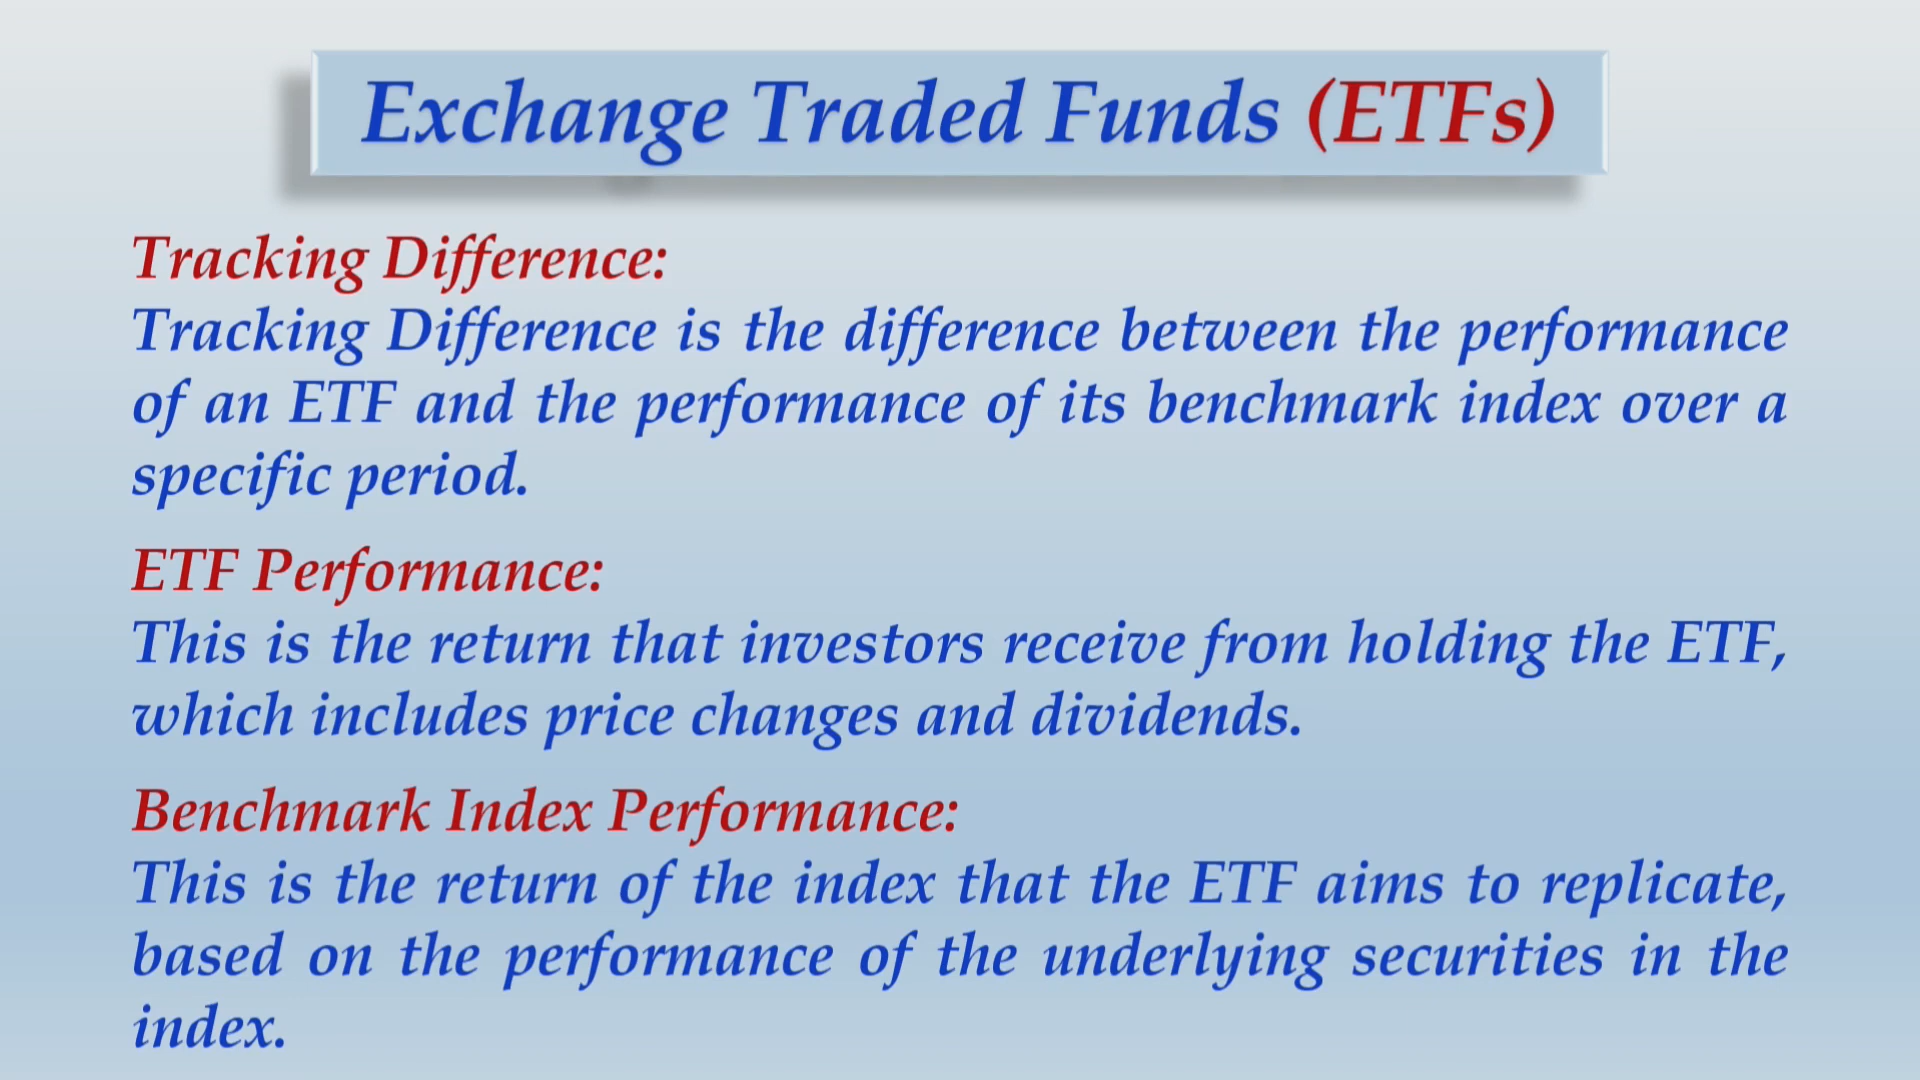 Exchange Traded Funds (ETFs)
Tracking Difference:
Tracking Difference is the difference between the performance
of an ETF and the performance of its benchmark index over a
specific period.
ETF Performance:
This is the return that investors receive from holding the ETF,
which includes price changes and dividends.
Benchmark Index Performance:
This is the return of the index that the ETF aims to replicate,
based on the performance of the underlying securities in the
index.